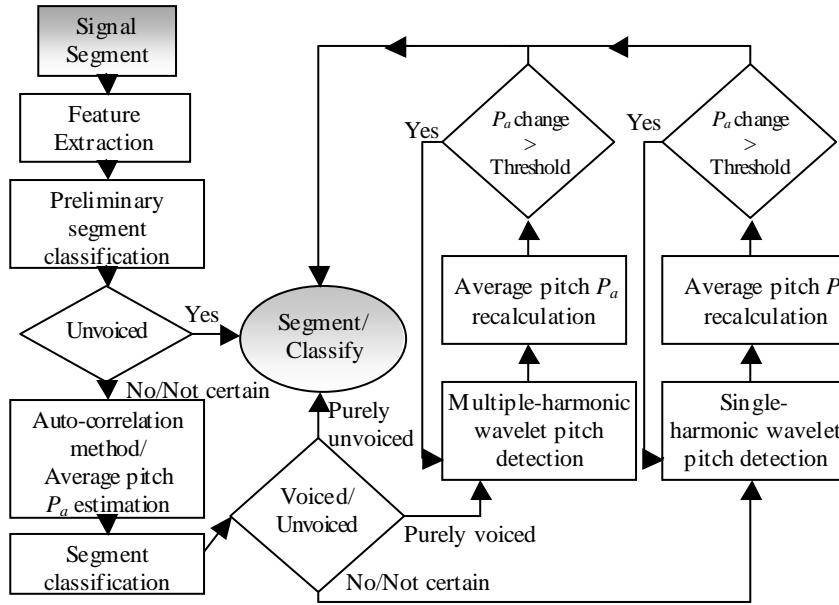 Signal
Segment
Feature
Extraction
Preliminary
segment
classification
Unvoiced
Yes
No/Not certain
Auto-correlation
method/
Average pitch
Pa estimation
Segment
classification
Segment/
Classify
Purely
unvoiced
Voiced/
Unvoiced
Purely voiced
No/Not certain
Pa change
>
Threshold
Yes
Average pitch Pa
recalculation
Multiple-harmonic
wavelet pitch
detection
Pa change
>
Threshold
Yes
Average pitch P
recalculation
Single-
harmonic wavelet
pitch detection